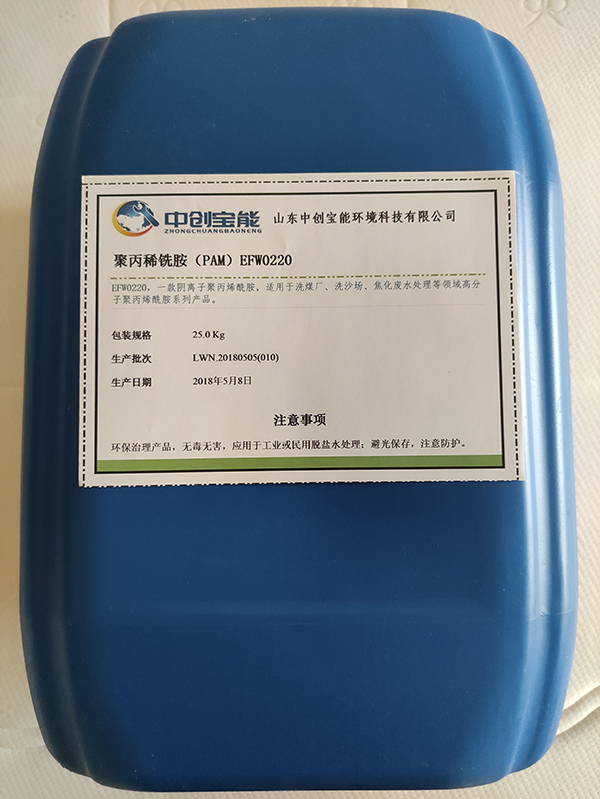 中创宝能
ZHONGCHUANGBAONENG
山东中创宝能环境科技有限公司
聚丙稀铣胺（PAM）EFW0220
EFW0220，一款阴离子聚丙烯酰胺，适用于洗煤厂、洗沙场、焦化废水处理等领域高分
子聚丙烯酰胺系列产品。
包装规格 25.0 Kg
生产批次 LWN.20180505(010)
生产日期 2018年5月8日
注意事项
环保治理产品，无毒无害，应用于工业或民用脱盐水处理；避光保存，注意防护。